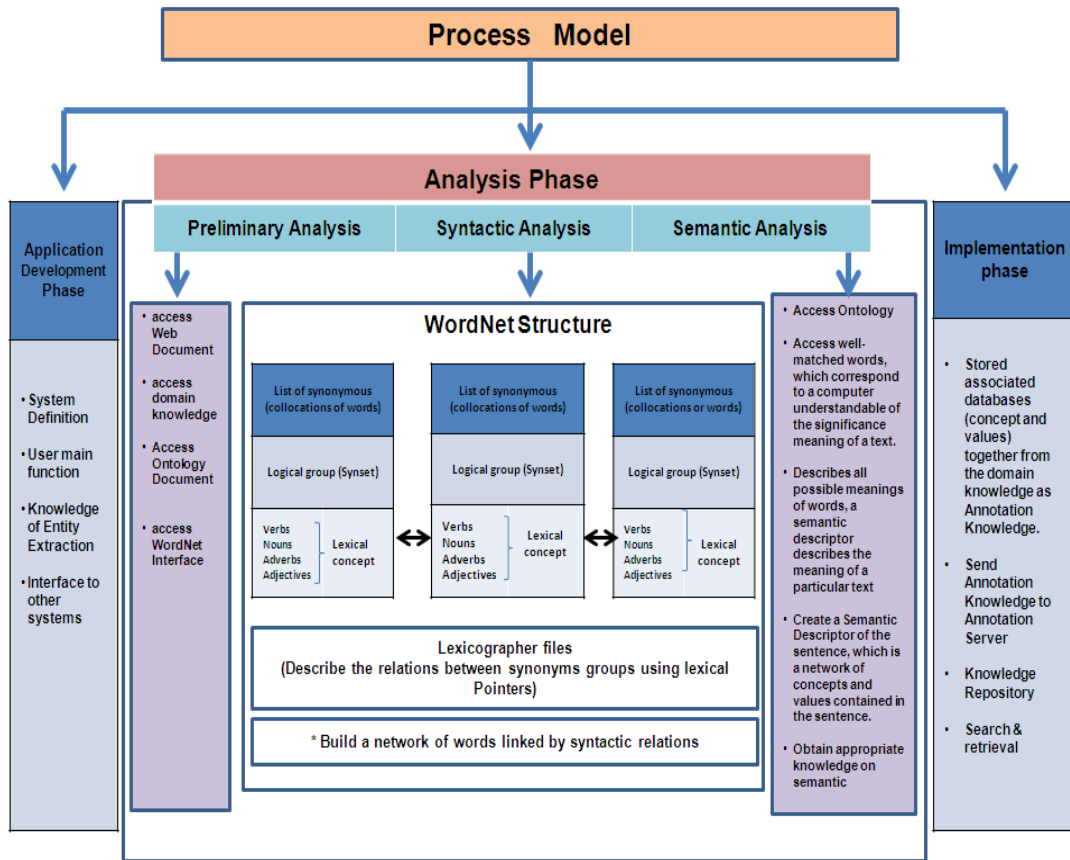 Process Model
Analysis Phase
Preliminary Analysis
Syntactic Analysis
Semantic Analysis
Application
Development
Phase
• System
Definition
• User main
function
• Knowledge
of Entity
Extraction
• Interface to
other
systems
• access
Web
Document
• access
domain
knowledge
• Access
Ontology
Document
• access
WordNet
Interface
WordNet Structure
List of synonymous
(collocations of words)
Logical group (Synset)
Verbs
Nouns
Adverbs
Adjectives
Lexical
concept
List of synonymous
(collocations of words)
Logical group (Synset)
Verbs
Nouns
Adverbs
Adjectives
Lexical
concept
List of synonymous
(collocations or words)
Logical group (Synset)
Verbs
Nouns
Adverbs
Adjectives
Lexical
concept
Lexicographer files
(Describe the relations between synonyms groups using lexical
Pointers)
* Build a network of words linked by syntactic relations
• Access Ontology
• Access well-
matched words,
which correspond
to a computer
understandable of
the significance
meaning of a text.
• Describes all
possible meanings
of words, a
semantic
descriptor
describes the
meaning of a
particular text
• Create a Semantic
Descriptor of the
sentence, which is
a network of
concepts and
values contained in
the sentence.
• Obtain appropriate
knowledge on
semantic
Implementation
phase
• Stored
associated
databases
(concept and
values)
together from
the domain
knowledge as
Annotation
Knowledge.
• Send
Annotation
Knowledge to
Annotation
Server
• Knowledge
Repository
• Search &
retrieval